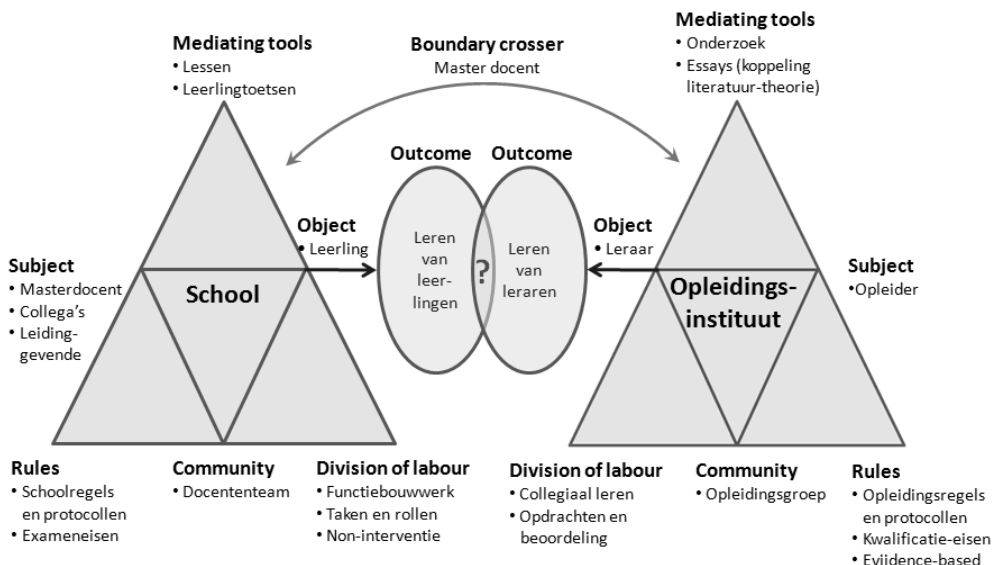 Mediating tools
• Lessen
• Leerlingtoetsen
Boundary crosser
Master docent
Mediating tools
• Onderzoek
• Essays (koppeling
literatuur-theorie)
Outcome
Outcome
Object
• Leerling
Leren
van
leer-
lingen
?
Leren
van
leraren
Object
• Leraar
Subject
• Masterdocent
• Collega's
• Leiding-
gevende
School
Opleidings-
instituut
Subject
•Opleider
Rules
• Schoolregels
en protocollen
• Exameneisen
Community
• Docententeam
Division of labour
• Functiebouwwerk
• Taken en rollen
• Non-interventie
Division of labour
• Collegiaal leren
• Opdrachten en
beoordeling
Community
• Opleidingsgroep
Rules
• Opleidingsregels
en protocollen
• Kwalificatie-eisen
• Evijdence-based